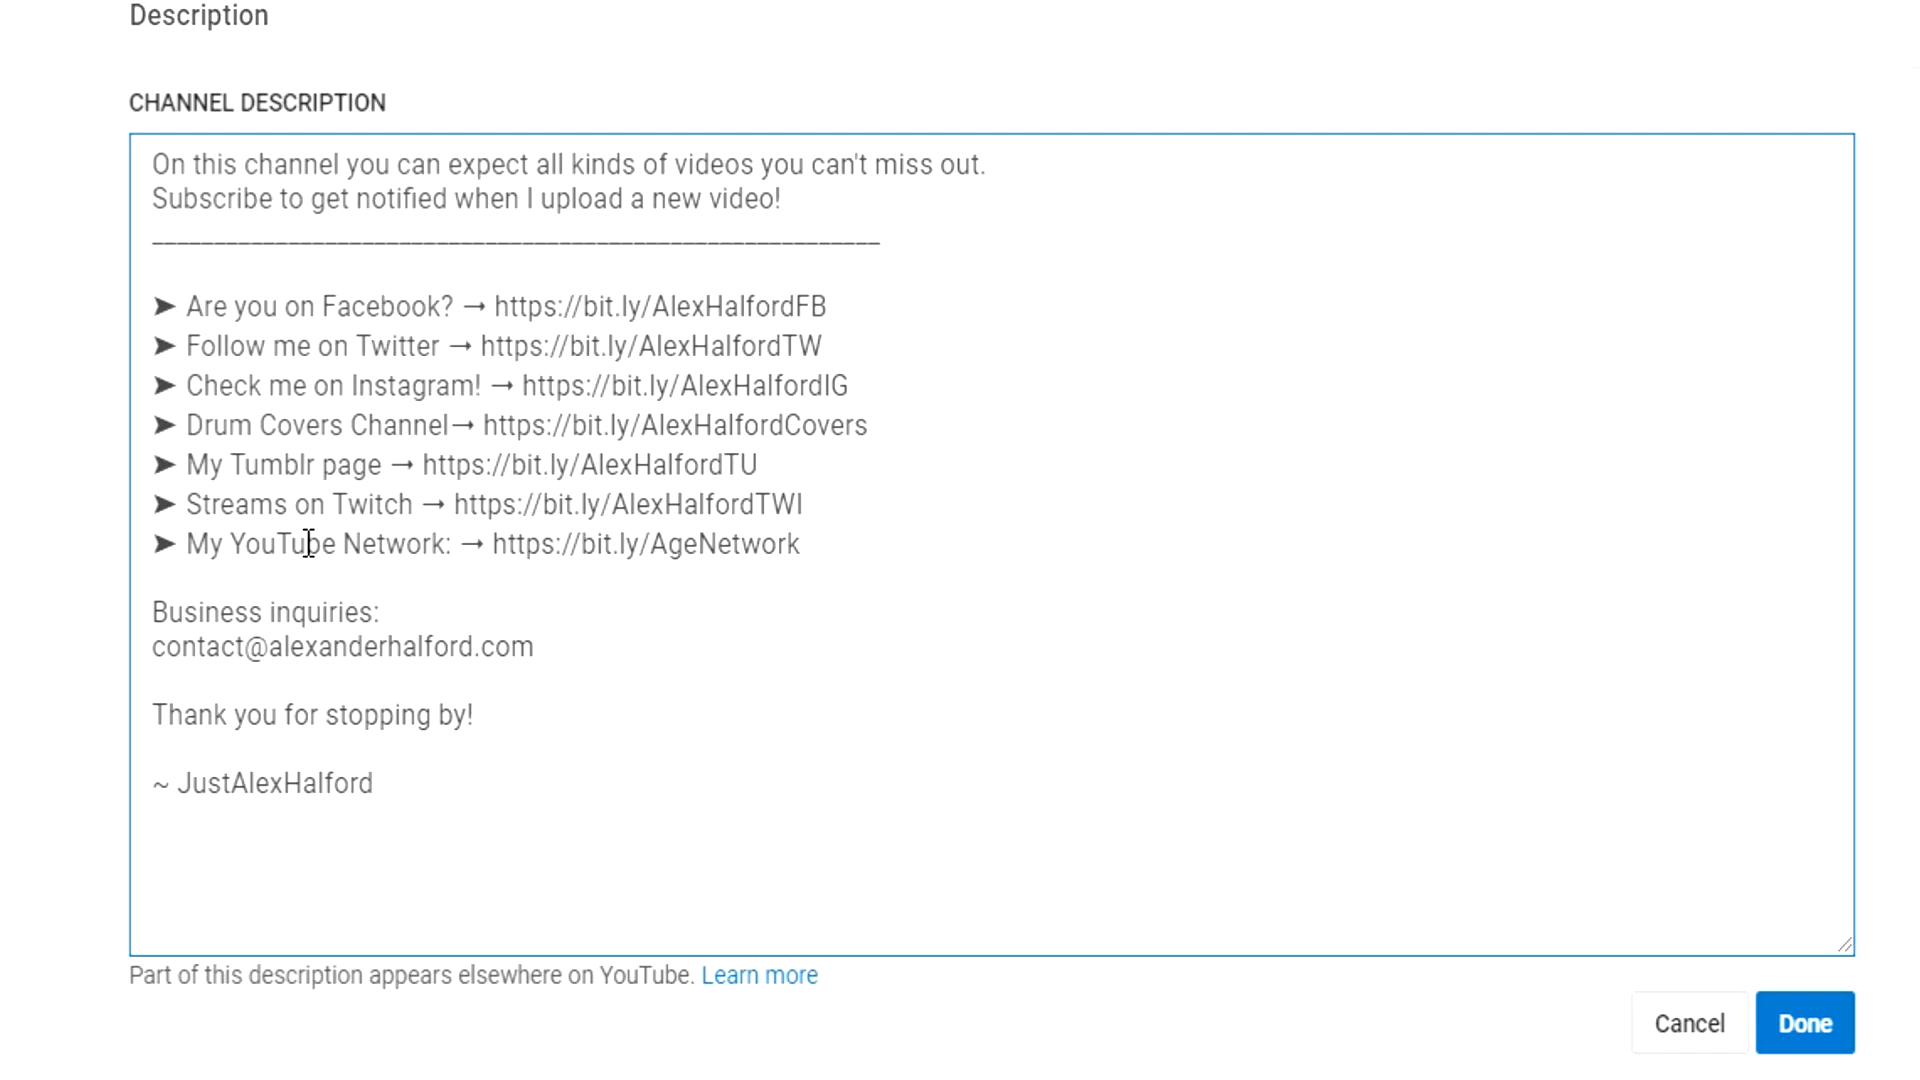 Description
CHANNEL DESCRIPTION
On this channel you can expect all kinds of videos you can't miss out.
Subscribe to get notified when I upload a new video!
____________________________________________________________
➤ Are you on Facebook? → https://bit.ly/AlexHalfordFB
➤ Follow me on Twitter → https://bit.ly/AlexHalfordTW
➤ Check me on Instagram! → https://bit.ly/AlexHalfordIG
➤ Drum Covers Channel→ https://bit.ly/AlexHalfordCovers
➤ My Tumblr page → https://bit.ly/AlexHalfordTU
➤ Streams on Twitch → https://bit.ly/AlexHalfordTWI
➤ My YouTube Network: → https://bit.ly/AgeNetwork
Business inquiries:
contact@alexanderhalford.com
Thank you for stopping by!
~ JustAlexHalford
Part of this description appears elsewhere on YouTube. Learn more
Cancel Done